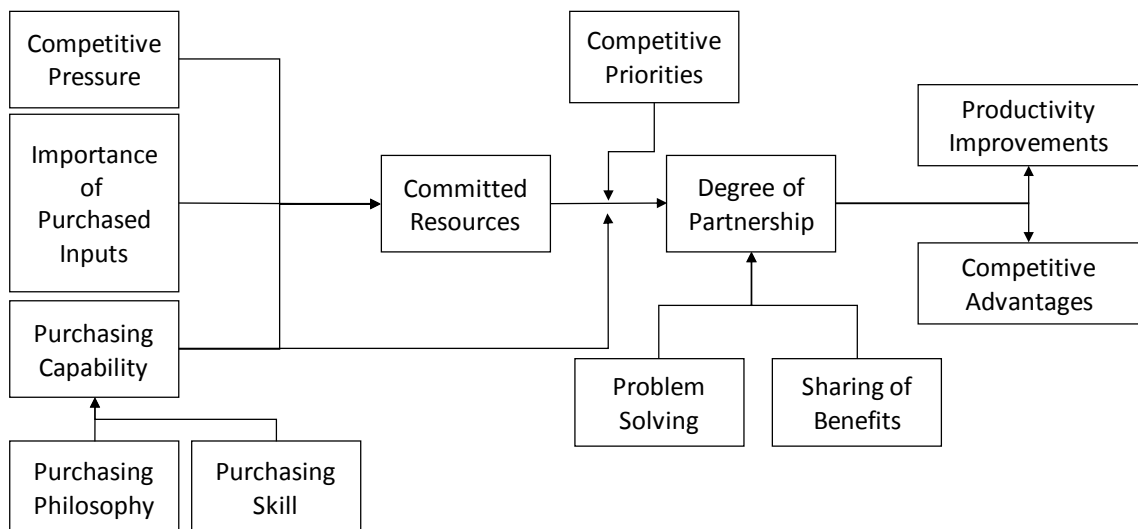 Competitive
Pressure
Competitive
Priorities
Productivity
Improvements
Importance
of
Purchased
Inputs
Committed
Resources
Degree of
Partnership
Competitive
Advantages
Purchasing
Capability
Problem
Solving
Sharing of
Benefits
Purchasing
Philosophy
Purchasing
Skill